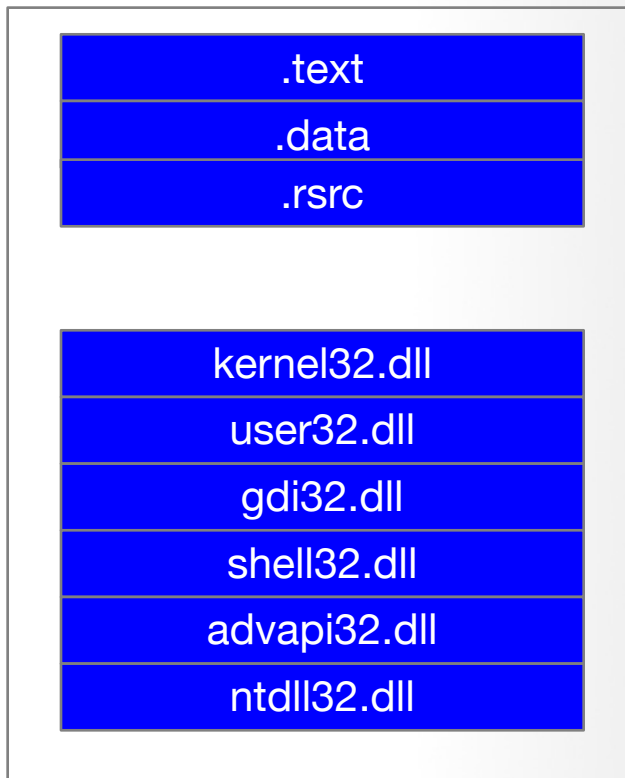 .text
.data
.rsrc
kernel32.dll
user32.dll
gdi32.dll
shell32.dll
advapi32.dll
ntdll32.dll